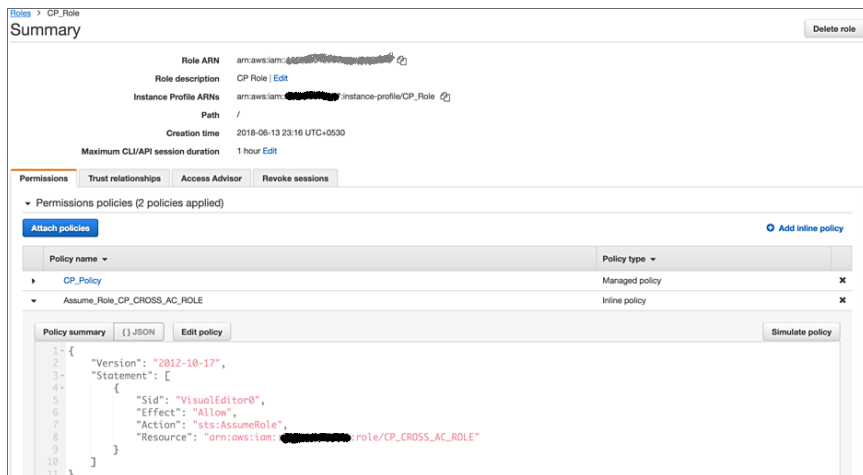 Roles > CP_Role
Summary
Delete role
Role ARN arn:aws:iam::
Role description CP Role | Edit
Instance Profile ARNs arn:aws:iam: :instance-profile/CP_Role
Path /
Creation time 2018-06-13 23:16 UTC+0530
Maximum CLI/API session duration 1 hour Edit
Permissions Trust relationships Access Advisor Revoke sessions
Permissions policies (2 policies applied)
Attach policies Add inline policy
Policy name Policy type
CP_Policy Managed policy
Assume_Role_CP_CROSS_AC_ROLE Inline policy
Policy summary { } JSON Edit policy Simulate policy
1 {
2 "Version": "2012-10-17",
3 "Statement": [
4 {
5 "Sid": "VisualEditor0",
6 "Effect": "Allow",
7 "Action": "sts:AssumeRole",
8 "Resource": "arn:aws:iam: :role/CP_CROSS_AC_ROLE"
9 }
10 ]
11 }